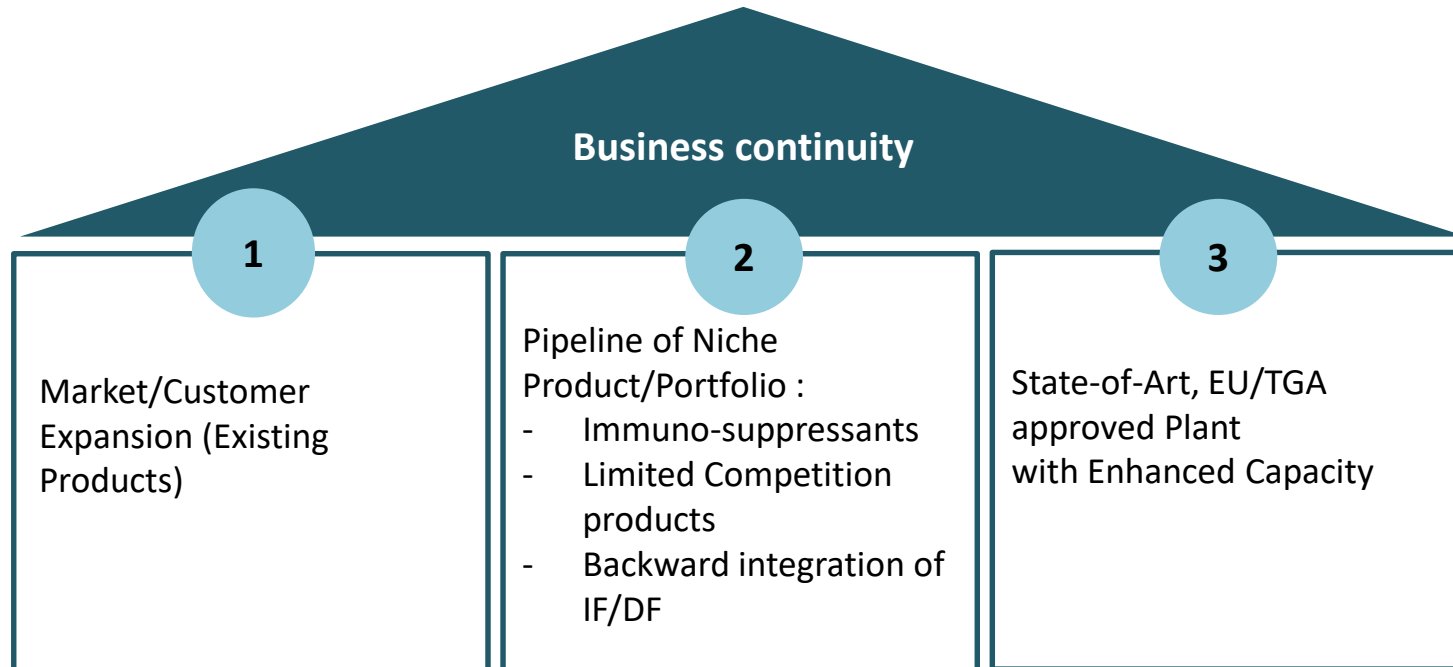 Business continuity
1
Market/Customer
Expansion (Existing
Products)
2
Pipeline of Niche
Product/Portfolio :
- Immuno-suppressants
- Limited Competition
products
- Backward integration of
IF/DF
3
State-of-Art, EU/TGA
approved Plant
with Enhanced Capacity